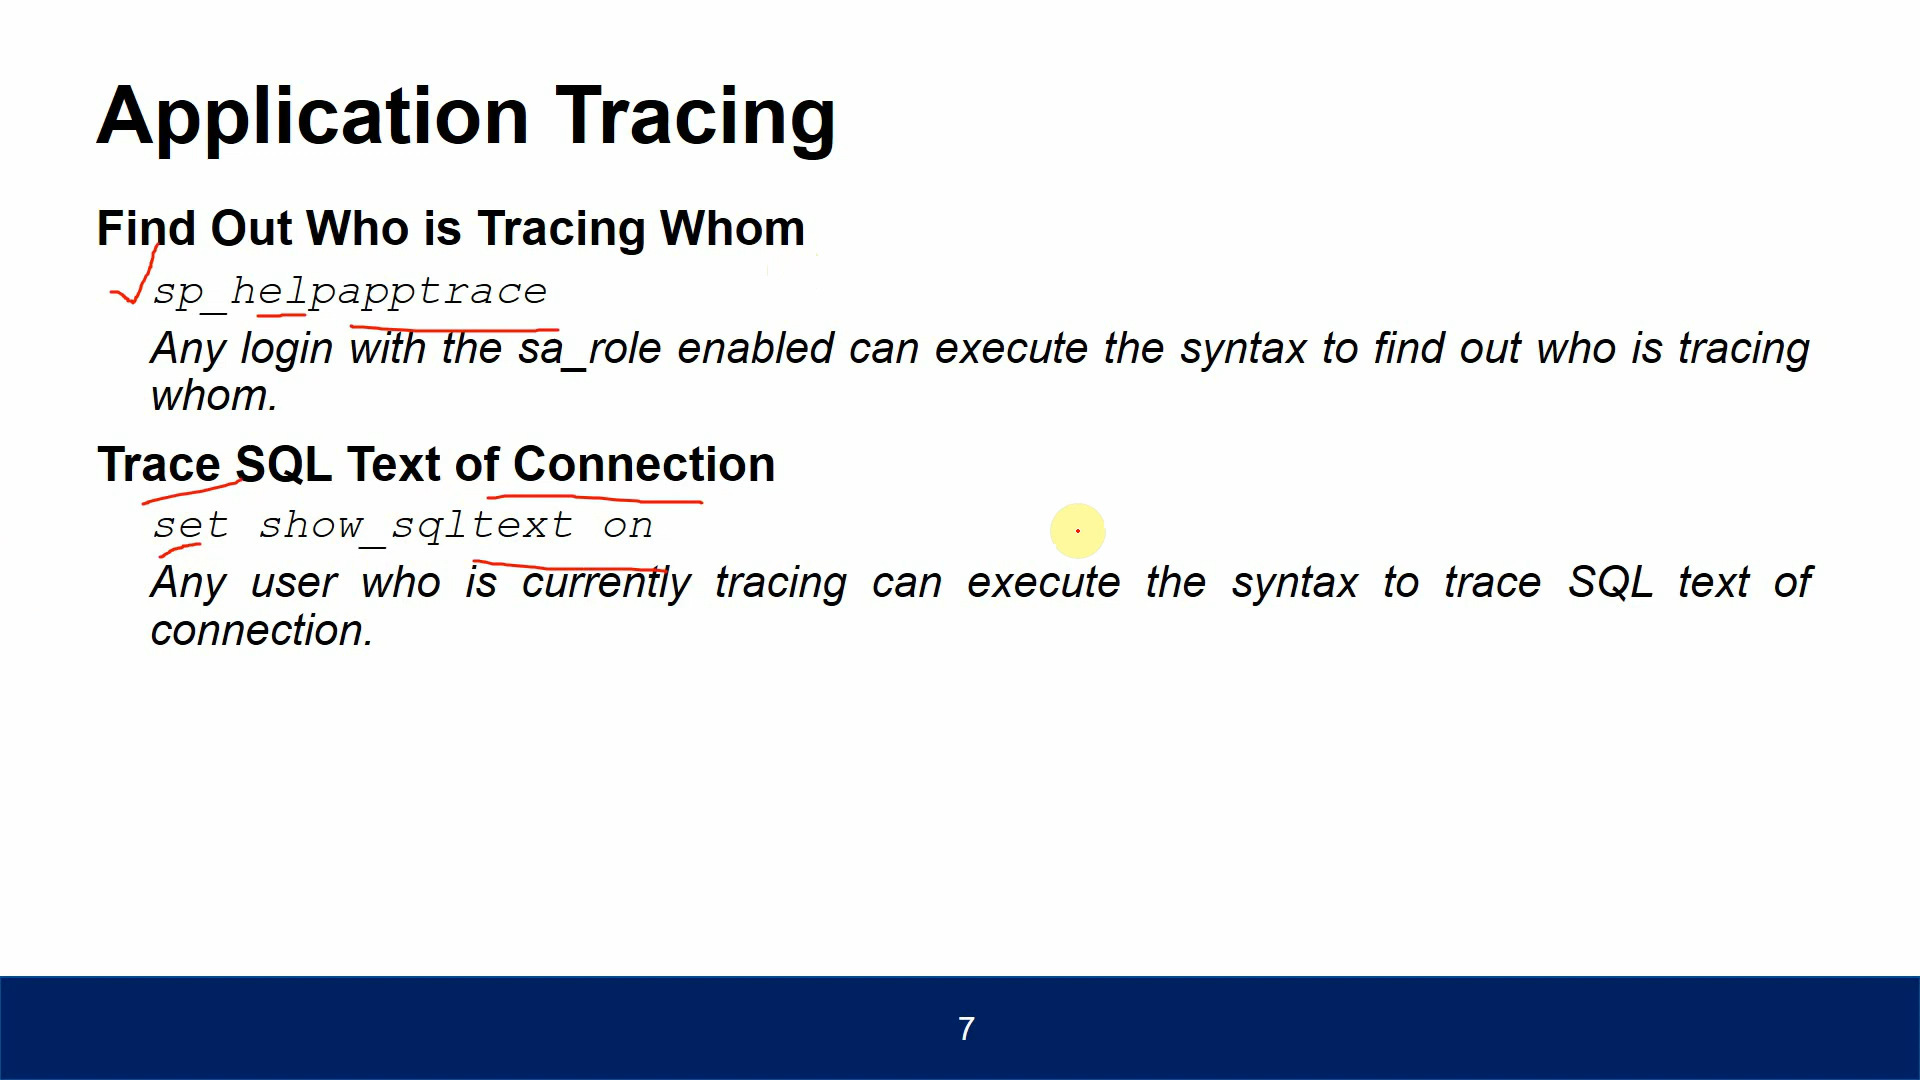 Application Tracing
Find Out Who is Tracing Whom
sp_helpapptrace
Any login with the sa_role enabled can execute the syntax to find out who is tracing
whom.
Trace SQL Text of Connection
set show_sqltext on
Any user who is currently tracing can execute the syntax to trace SQL text of
connection.
7